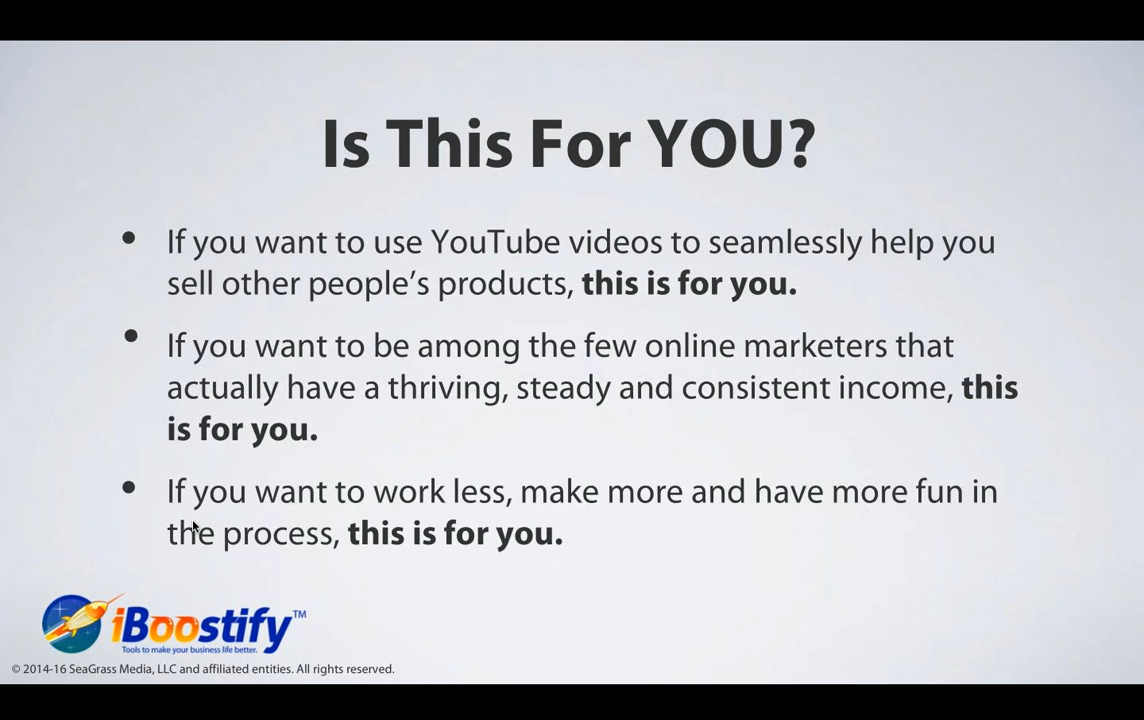 Is This For YOU?
• If you want to use YouTube videos to seamlessly help you
sell other people’s products, this is for you.
• If you want to be among the few online marketers that
actually have a thriving, steady and consistent income, this
is for you.
• If you want to work less, make more and have more fun in
the process, this is for you.
iBoostify™
Tools to make your business life better.
© 2014-16 SeaGrass Media, LLC and affiliated entities. All rights reserved.